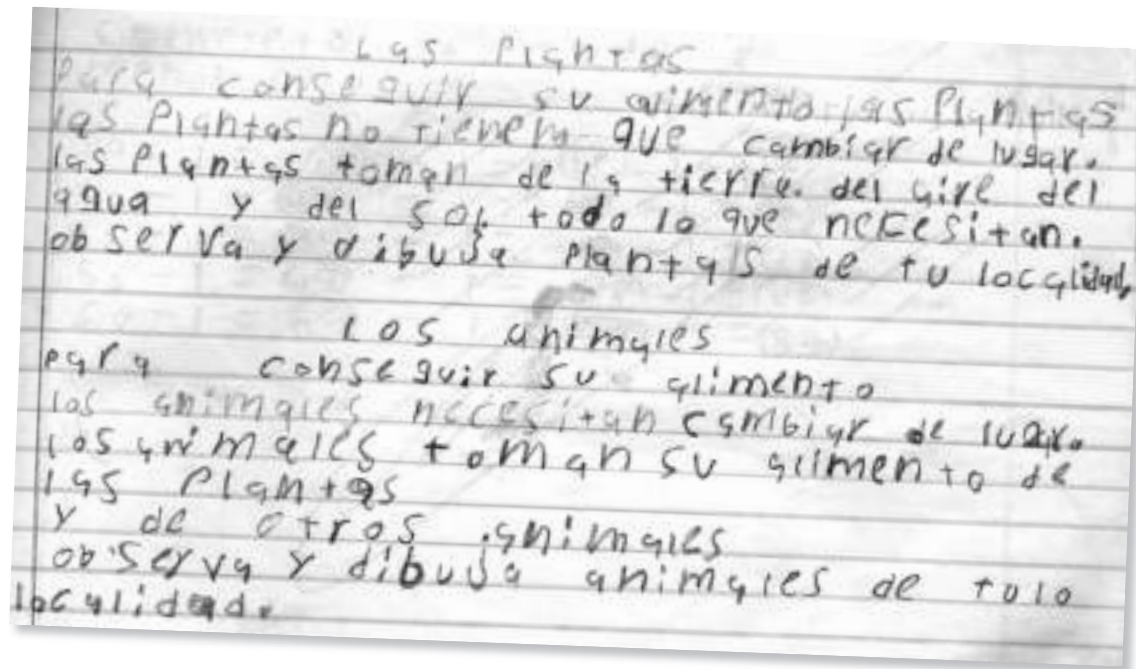 Las Plantas
Para conseguir su alimento las Plantas
las Plantas no tienem que cambiar de lugar.
las Plantas toman de la tierre. del aire del
agua y del sol todo lo que necesitan.
observa y dibuja plantas de tu localidad,
Los animales
para conseguir su alimento
los animales necesitan cambiar de lugar.
los animales toman su alimento de
las Plantas
y de otros animales
observa y dibuja animales de tulo
localidad.